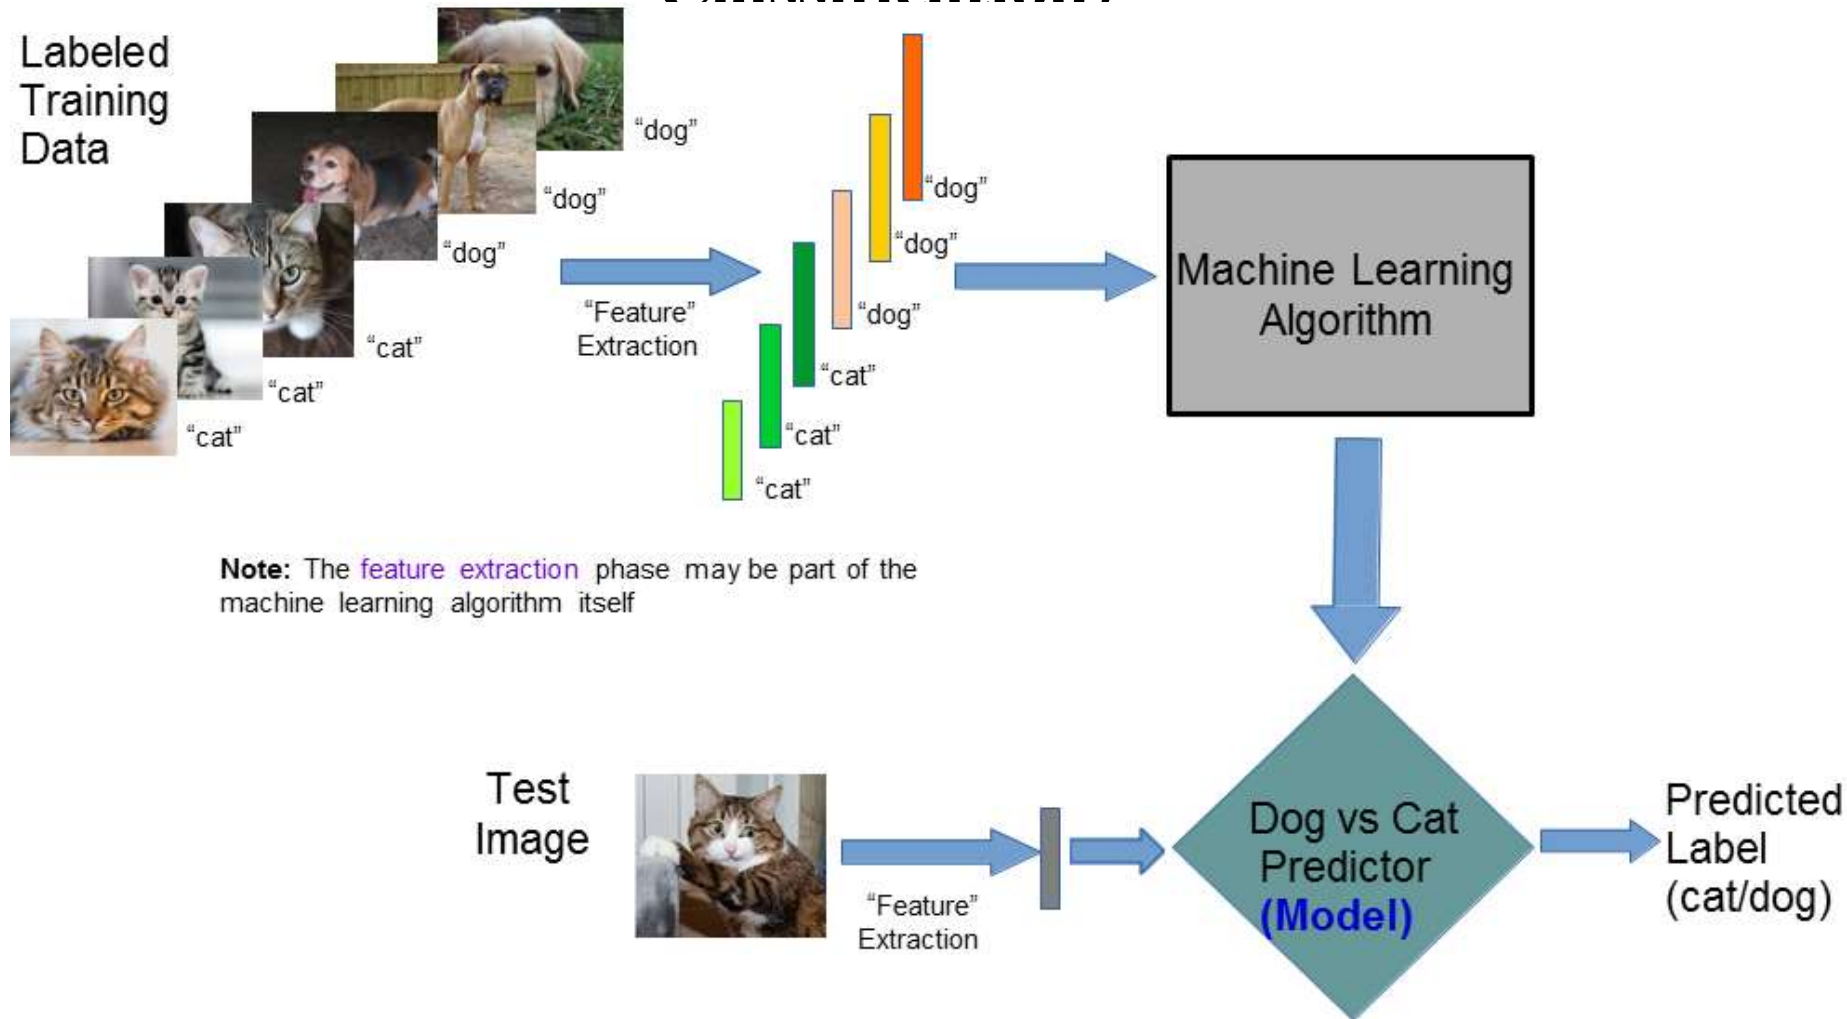 Labeled
Training
Data
“dog”
“dog”
“dog”
“cat”
“cat”
“cat”
“Feature”
Extraction
“dog”
“dog”
“dog”
“cat”
“cat”
“cat”
Machine Learning
Algorithm
Note: The feature extraction phase may be part of the
machine learning algorithm itself
Test
Image
“Feature”
Extraction
Dog vs Cat
Predictor
(Model)
Predicted
Label
(cat/dog)